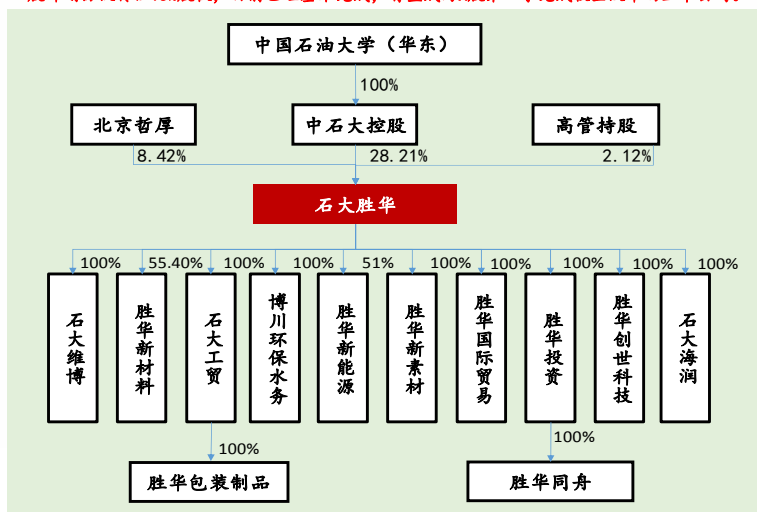 中国石油大学（华东）
100%
北京哲厚
中石大控股
高管持股
8.42%
28.21%
2.12%
石大胜华
100%
55.40%
100%
100%
51%
100%
100%
100%
100%
100%
石大维博
胜华新材料
石大工贸
博川环保水务
胜华新能源
胜华新素材
胜华国际贸易
胜华投资
胜华创世科技
石大海润
100%
100%
胜华包装制品
胜华同舟